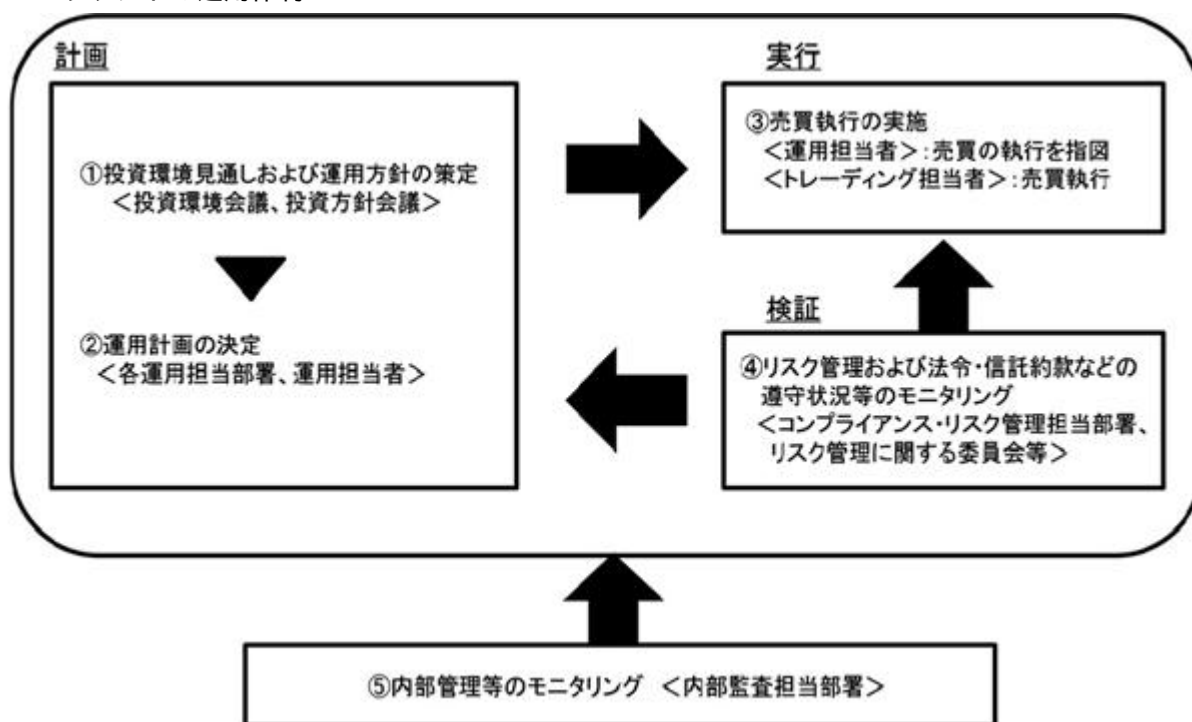 計画
①投資環境見通しおよび運用方針の策定
＜投資環境会議、投資方針会議＞
②運用計画の決定
＜各運用担当部署、運用担当者＞
実行
③売買執行の実施
＜運用担当者＞：売買の執行を指図
＜トレーディング担当者＞：売買執行
検証
④リスク管理および法令・信託約款などの
遵守状況等のモニタリング
＜コンプライアンス・リスク管理担当部署、
リスク管理に関する委員会等＞
⑤内部管理等のモニタリング ＜内部監査担当部署＞